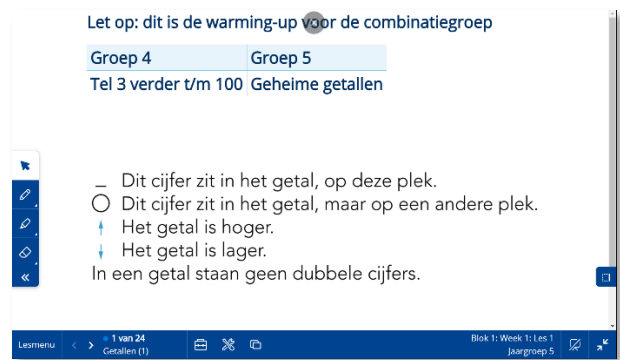 Let op: dit is de warming-up voor de combinatiegroep
Groep 4 Groep 5
Tel 3 verder t/m 100 Geheime getallen
_ Dit cijfer zit in het getal, op deze plek.
○ Dit cijfer zit in het getal, maar op een andere plek.
↑ Het getal is hoger.
↓ Het getal is lager.
In een getal staan geen dubbele cijfers.
Lesmenu
1 van 24
Getallen (1)
Blok 1: Week 1: Les 1
Jaargroep 5